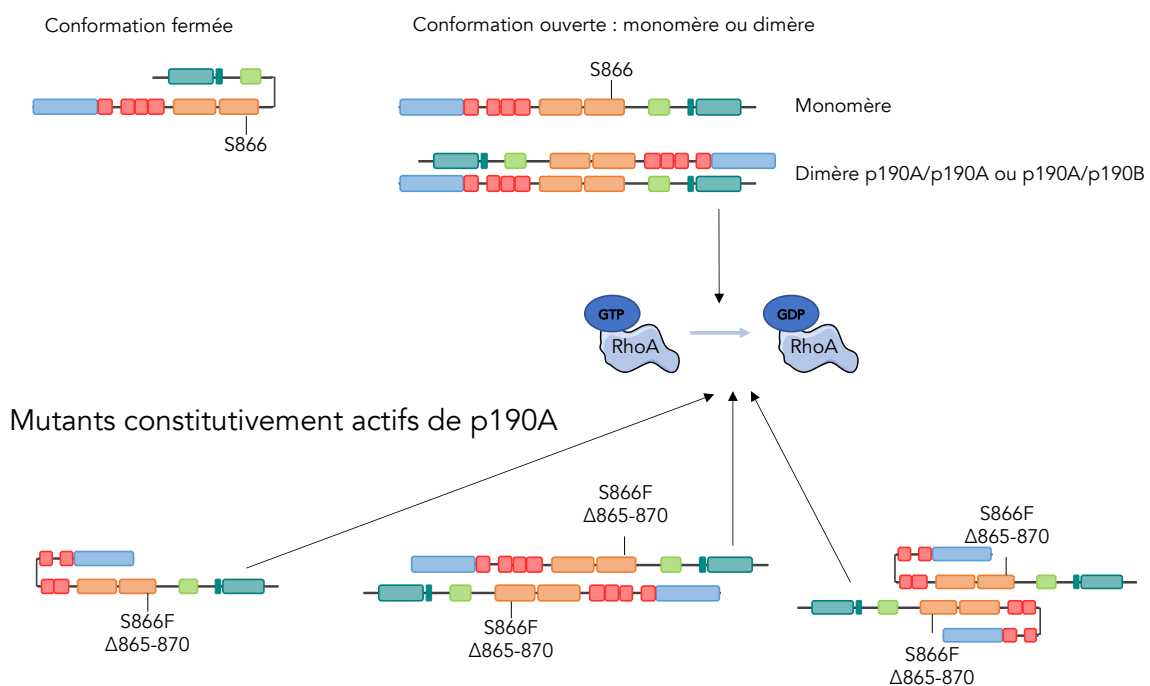 Conformation fermée
Conformation ouverte : monomère ou dimère
S866
S866
Monomère
Dimère p190A/p190A ou p190A/p190B
GTP
RhoA
GDP
RhoA
Mutants constitutivement actifs de p190A
S866F
Δ865-870
S866F
Δ865-870
S866F
Δ865-870
S866F
Δ865-870
S866F
Δ865-870